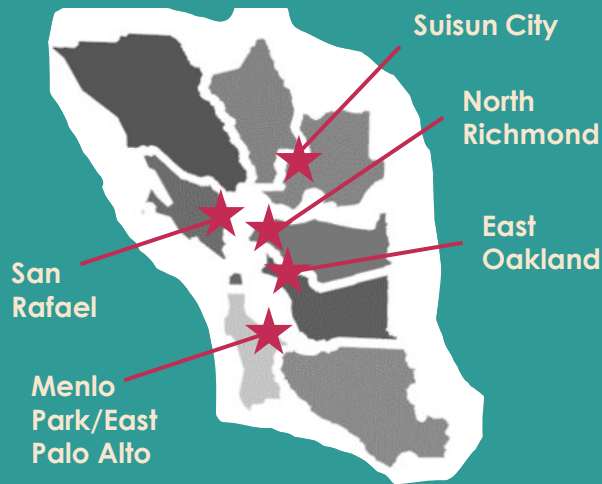 Suisun City
North
Richmond
East
Oakland
San
Rafael
Menlo
Park/East
Palo Alto